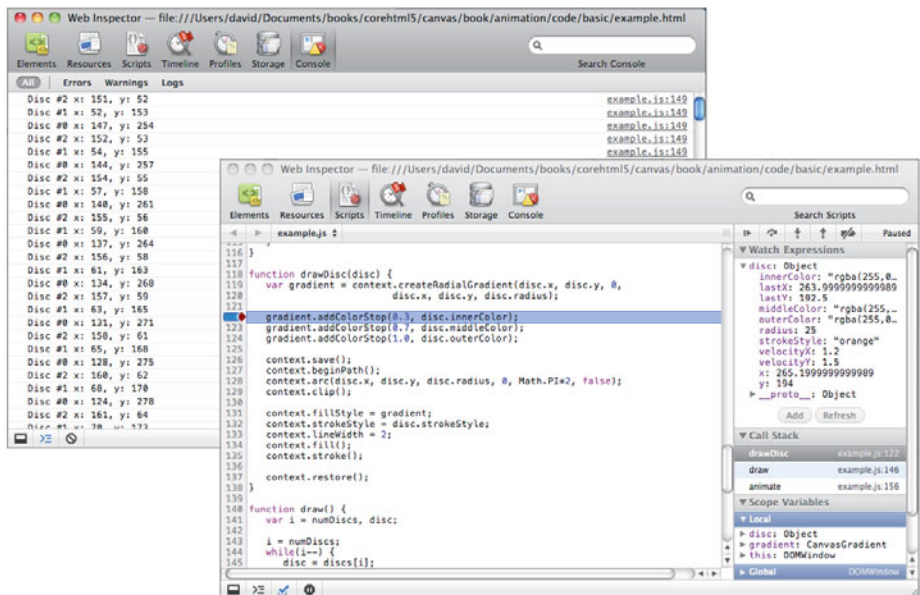 Web Inspector — file:///Users/david/Documents/books/corehtml5/canvas/book/animation/code/basic/example.html
Elements Resources Scripts Timeline Profiles Storage Console
Search Console
All Errors Warnings Logs
Disc #2 x: 151, y: 52 example.js:149
Disc #1 x: 52, y: 153 example.js:149
Disc #0 x: 147, y: 254 example.js:149
Disc #2 x: 152, y: 53 example.js:149
Disc #1 x: 54, y: 155 example.js:149
Disc #0 x: 144, y: 257
Disc #2 x: 154, y: 55
Disc #1 x: 57, y: 158
Disc #0 x: 140, y: 261
Disc #2 x: 155, y: 56
Disc #1 x: 59, y: 160
Disc #0 x: 137, y: 264
Disc #2 x: 156, y: 58
Disc #1 x: 61, y: 163
Disc #0 x: 134, y: 268
Disc #2 x: 157, y: 59
Disc #1 x: 63, y: 165
Disc #0 x: 131, y: 271
Disc #2 x: 158, y: 61
Disc #1 x: 65, y: 168
Disc #0 x: 128, y: 275
Disc #2 x: 160, y: 62
Disc #1 x: 68, y: 170
Disc #0 x: 124, y: 278
Disc #2 x: 161, y: 64
Disc #1 x: 70, y: 173
Web Inspector — file:///Users/david/Documents/books/corehtml5/canvas/book/animation/code/basic/example.html
Elements Resources Scripts Timeline Profiles Storage Console
Search Scripts
example.js
Paused
116 }
117
118 function drawDisc(disc) {
119 var gradient = context.createRadialGradient(disc.x, disc.y, 0,
120 disc.x, disc.y, disc.radius);
121
gradient.addColorStop(0.3, disc.innerColor);
123 gradient.addColorStop(0.7, disc.middleColor);
124 gradient.addColorStop(1.0, disc.outerColor);
125
126 context.save();
127 context.beginPath();
128 context.arc(disc.x, disc.y, disc.radius, 0, Math.PI*2, false);
129 context.clip();
130
131 context.fillStyle = gradient;
132 context.strokeStyle = disc.strokeStyle;
133 context.lineWidth = 2;
134 context.fill();
135 context.stroke();
136
137 context.restore();
138 }
139
140 function draw() {
141 var i = numDiscs, disc;
142
143 i = numDiscs;
144 while(i--) {
145 disc = discs[i];
Watch Expressions
disc: Object
innerColor: "rgba(255,0…
lastX: 263.9999999999989
lastY: 192.5
middleColor: "rgba(255,…
outerColor: "rgba(255,0…
radius: 25
strokeStyle: "orange"
velocityX: 1.2
velocityY: 1.5
x: 265.1999999999989
y: 194
__proto__: Object
Add Refresh
Call Stack
drawDisc example.js:122
draw example.js:146
animate example.js:156
Scope Variables
Local
disc: Object
gradient: CanvasGradient
this: DOMWindow
Global DOMWindow